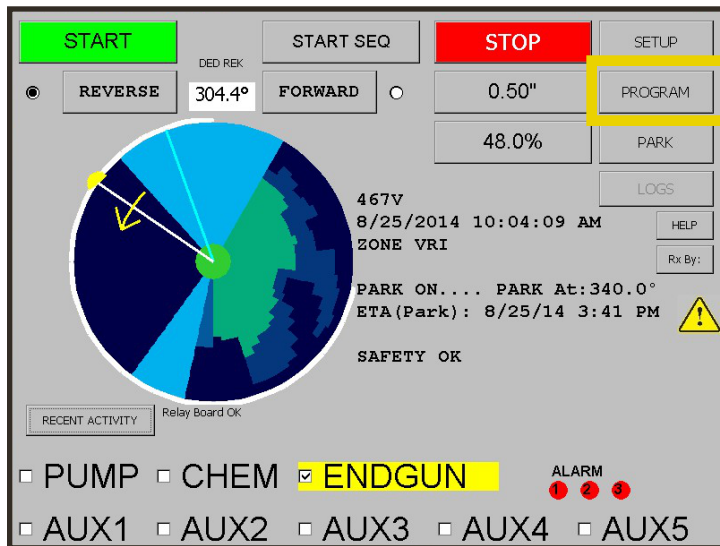 START START SEQ STOP SETUP
DED REK
REVERSE 304.4° FORWARD 0.50" PROGRAM
48.0% PARK
LOGS
467V
8/25/2014 10:04:09 AM HELP
ZONE VRI
Rx By:
PARK ON.... PARK At:340.0°
ETA(Park): 8/25/14 3:41 PM
SAFETY OK
RECENT ACTIVITY Relay Board OK
PUMP CHEM ENDGUN ALARM
1 2 3
AUX1 AUX2 AUX3 AUX4 AUX5